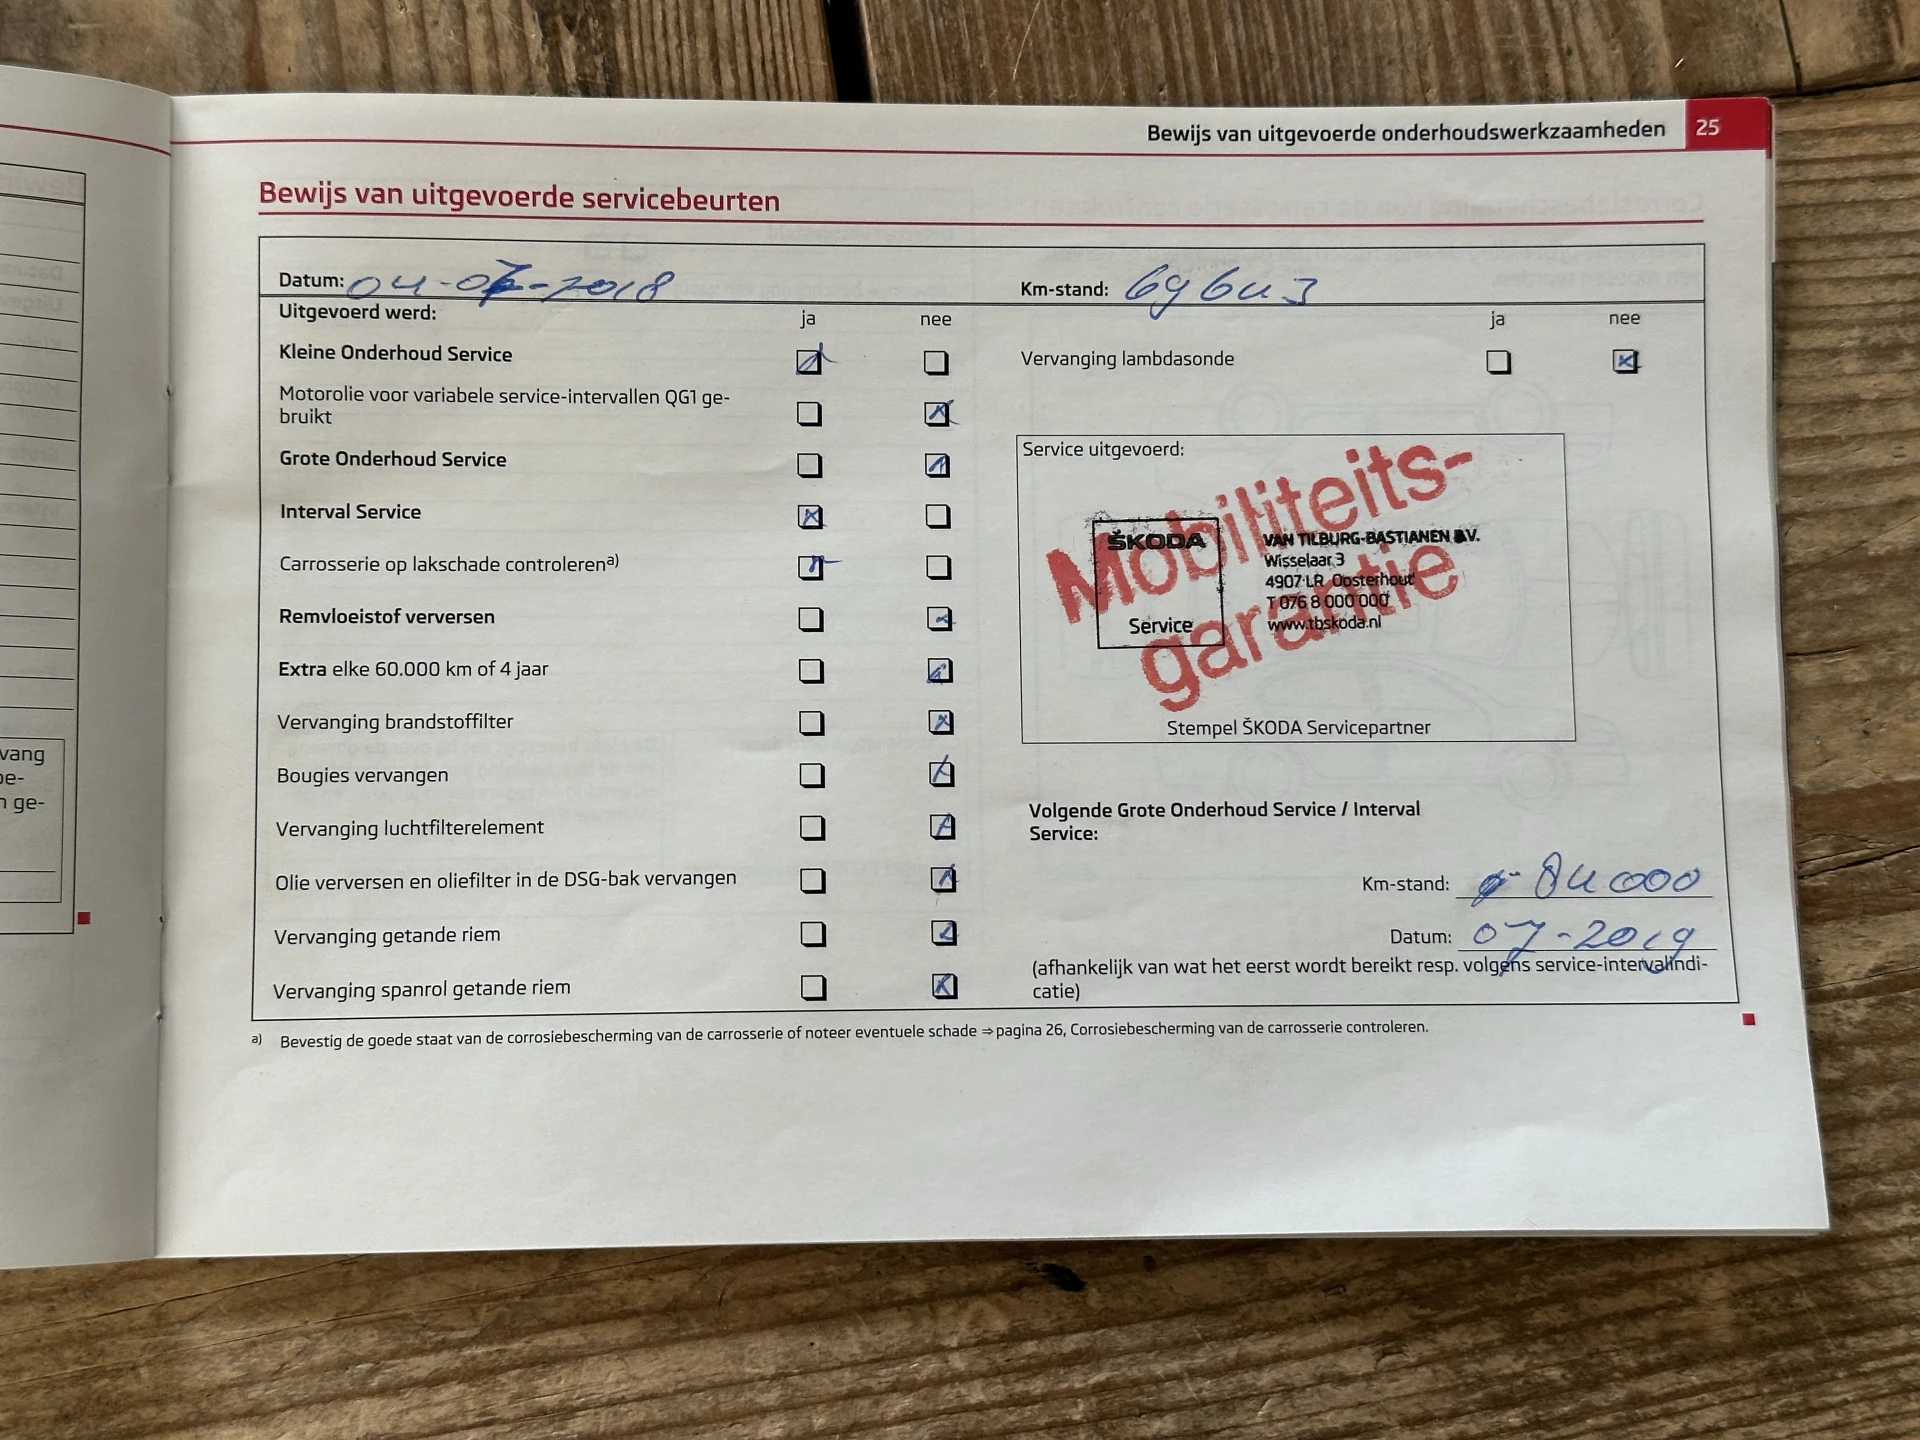 Bewijs van uitgevoerde onderhoudswerkzaamheden 25
Bewijs van uitgevoerde servicebeurten
Datum: 04-07-2018
Km-stand: 69643
Uitgevoerd werd: ja nee
ja nee
Kleine Onderhoud Service
Vervanging lambdasonde
Motorolie voor variabele service-intervallen QG1 ge-
bruikt
Grote Onderhoud Service
Interval Service
Carrosserie op lakschade controleren a)
Remvloeistof verversen
Extra elke 60.000 km of 4 jaar
Vervanging brandstoffilter
Bougies vervangen
Vervanging luchtfilterelement
Olie verversen en oliefilter in de DSG-bak vervangen
Vervanging getande riem
Vervanging spanrol getande riem
Service uitgevoerd:
Mobiliteits-
garantie
ŠKODA
Service
VAN TILBURG-BASTIANEN B.V.
Wisselaar 3
4907 LR Oosterhout
T 076 8 000 000
www.tbskoda.nl
Stempel ŠKODA Servicepartner
Volgende Grote Onderhoud Service / Interval
Service:
Km-stand: 84000
Datum: 07-2019
(afhankelijk van wat het eerst wordt bereikt resp. volgens service-intervalindi-
catie)
a) Bevestig de goede staat van de corrosiebescherming van de carrosserie of noteer eventuele schade ⇒ pagina 26, Corrosiebescherming van de carrosserie controleren.
vang
oe-
n ge-